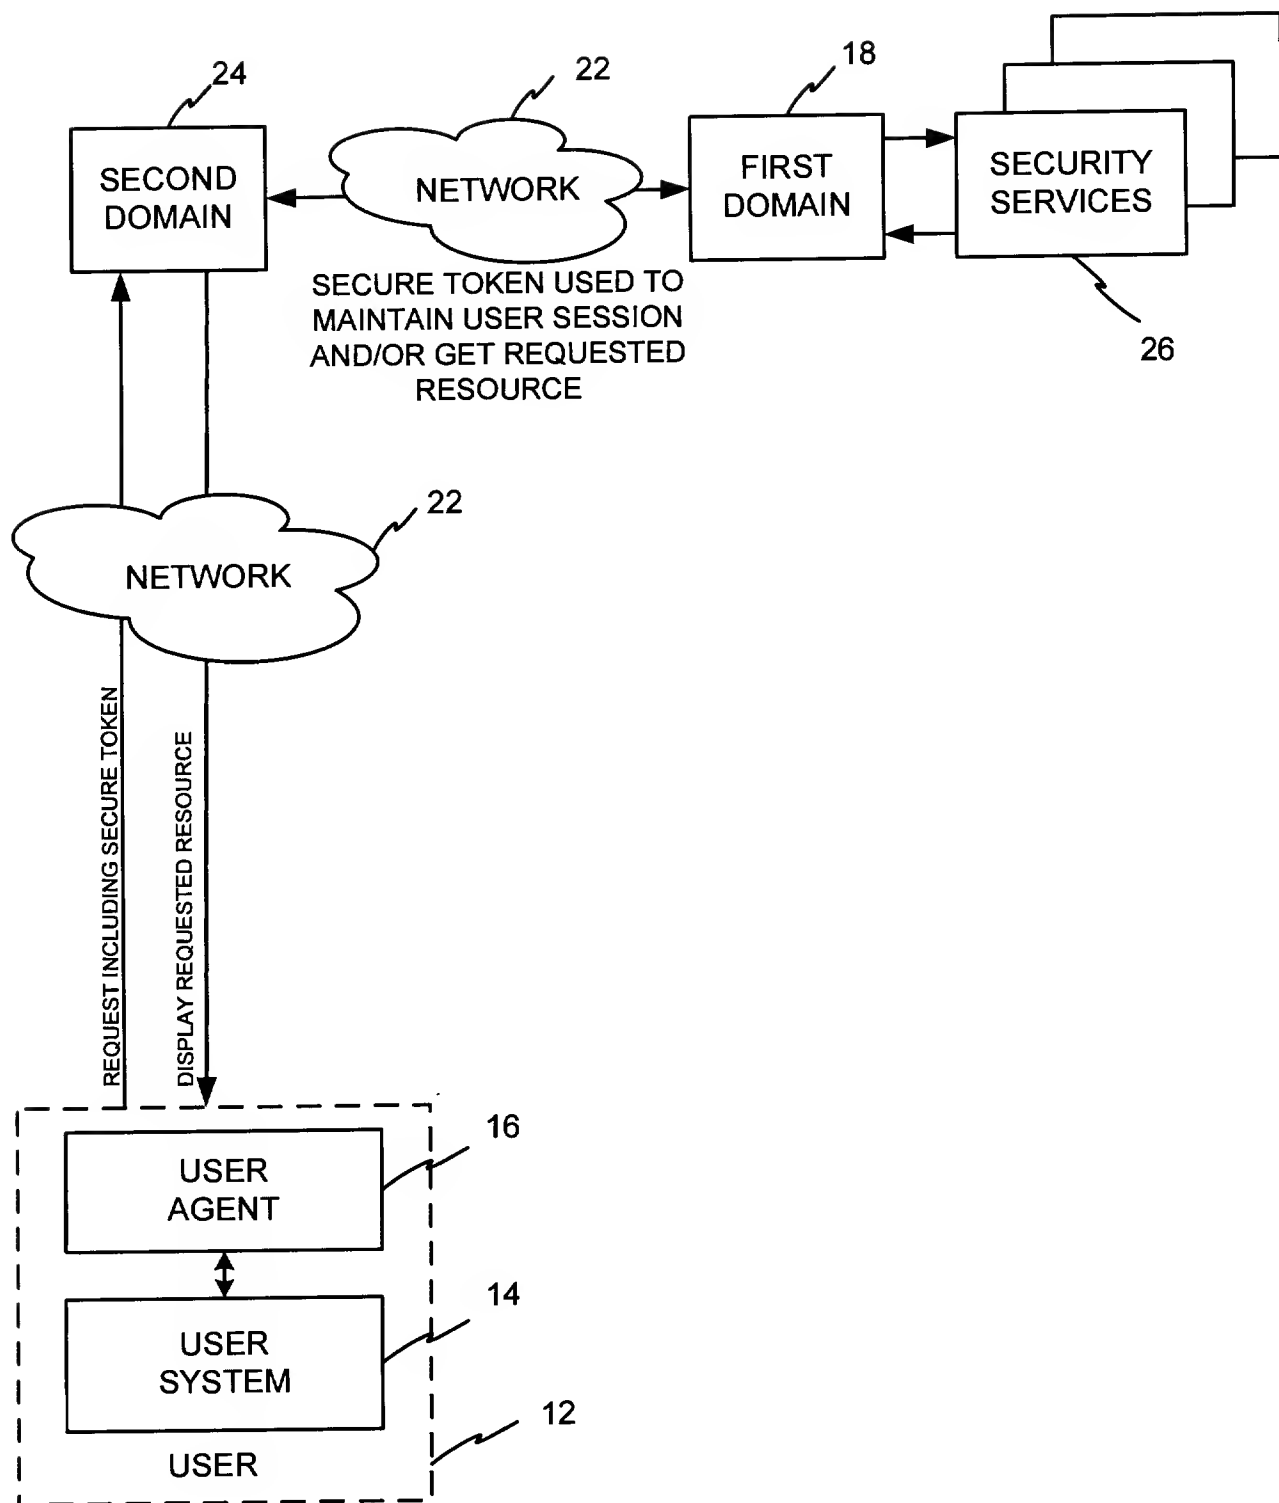 24
22
18
SECOND
DOMAIN
NETWORK
FIRST
DOMAIN
SECURITY
SERVICES
SECURE TOKEN USED TO
MAINTAIN USER SESSION
AND/OR GET REQUESTED
RESOURCE
26
22
NETWORK
REQUEST INCLUDING SECURE TOKEN
DISPLAY REQUESTED RESOURCE
16
USER
AGENT
14
USER
SYSTEM
12
USER